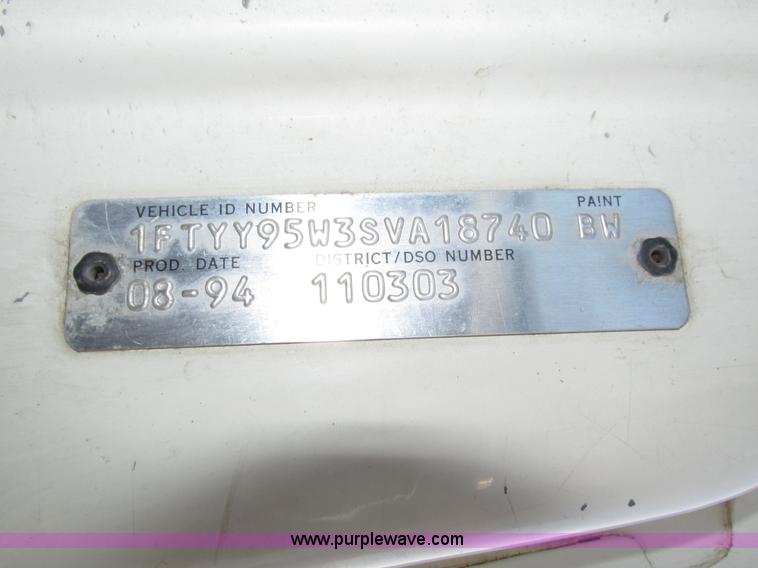 VEHICLE ID NUMBER PAINT
1FTYY95W3SVA18740 BW
PROD. DATE DISTRICT/DSO NUMBER
08-94 110303
www.purplewave.com